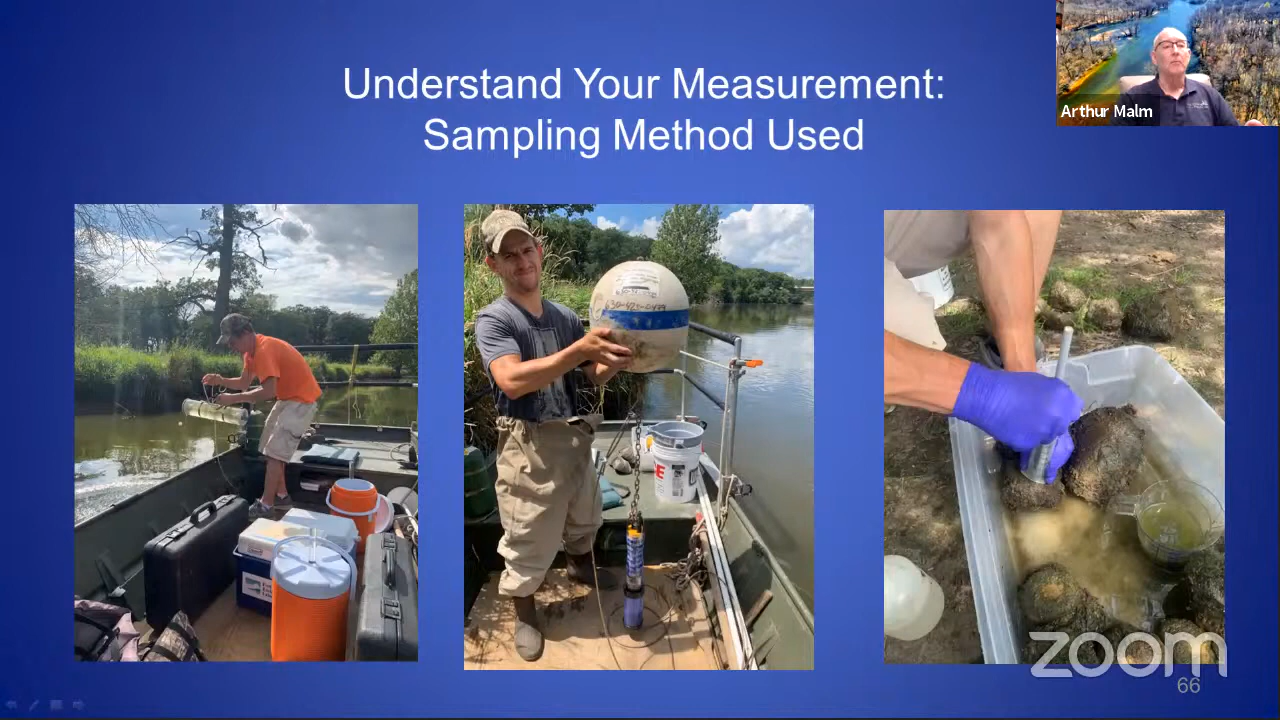 Understand Your Measurement:
Sampling Method Used
Arthur Malm
zoom
66